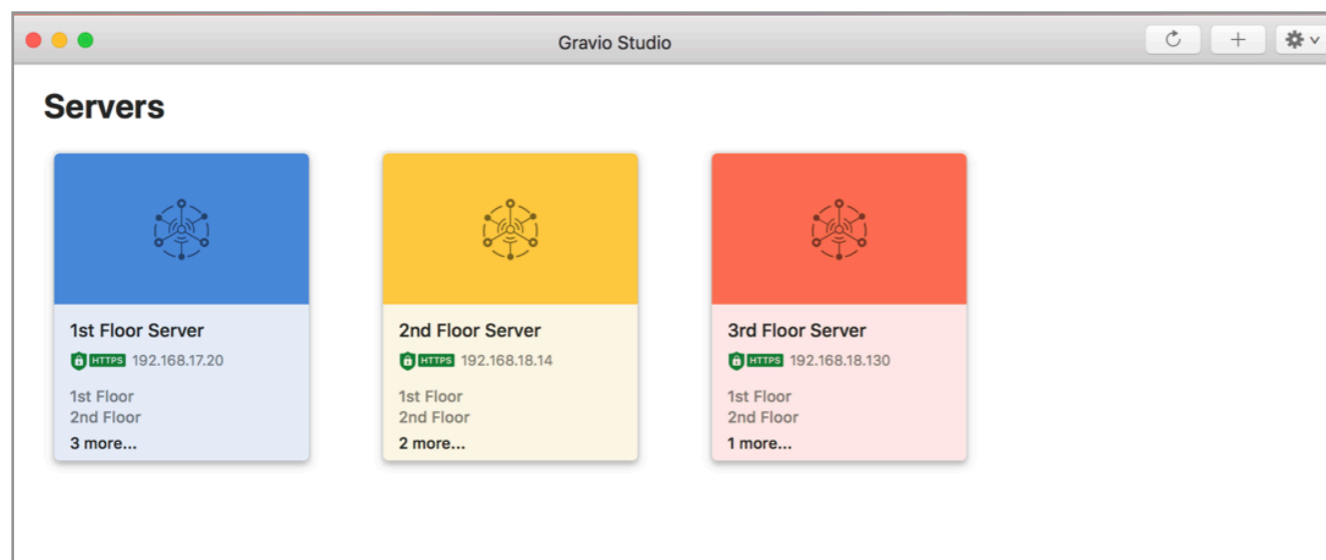 Gravio Studio
Servers
1st Floor Server
HTTPS 192.168.17.20
1st Floor
2nd Floor
3 more...
2nd Floor Server
HTTPS 192.168.18.14
1st Floor
2nd Floor
2 more...
3rd Floor Server
HTTPS 192.168.18.130
1st Floor
2nd Floor
1 more...